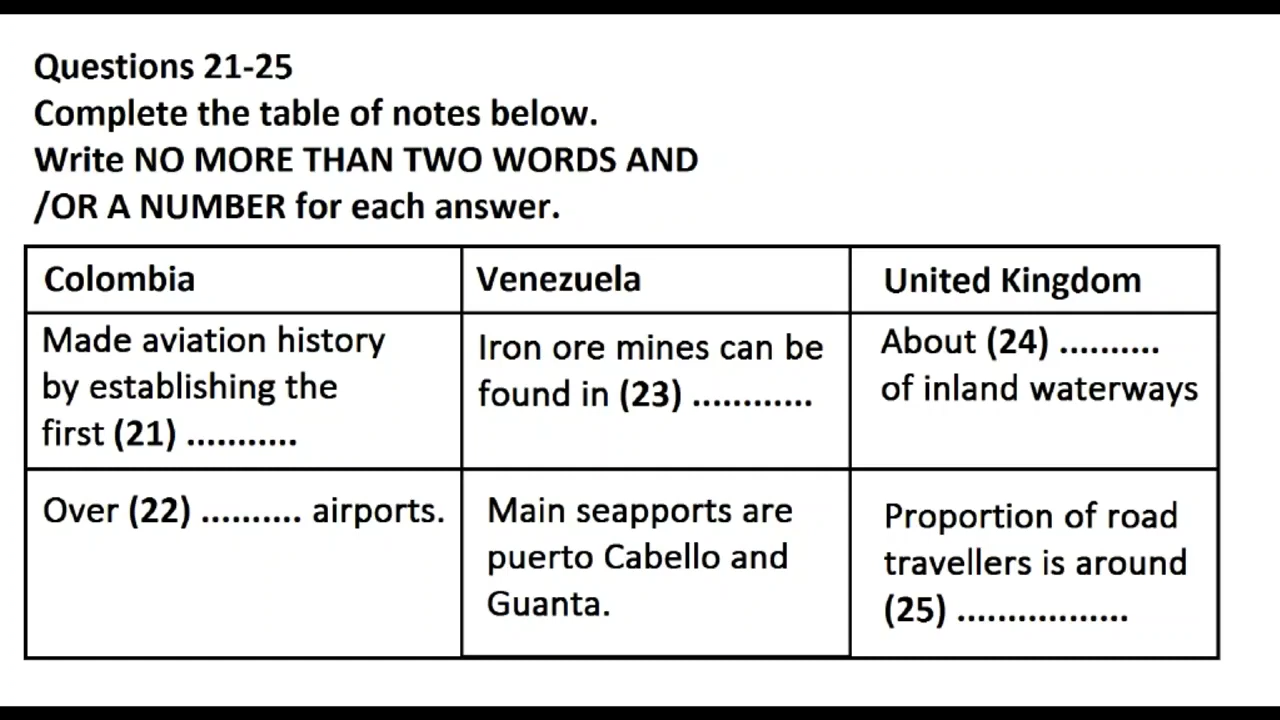 Questions 21-25
Complete the table of notes below.
Write NO MORE THAN TWO WORDS AND
/OR A NUMBER for each answer.
Colombia
Venezuela
United Kingdom
Made aviation history
by establishing the
first (21) ...........
Iron ore mines can be
found in (23) ............
About (24) ..........
of inland waterways
Over (22) .......... airports.
Main seapports are
puerto Cabello and
Guanta.
Proportion of road
travellers is around
(25) .................